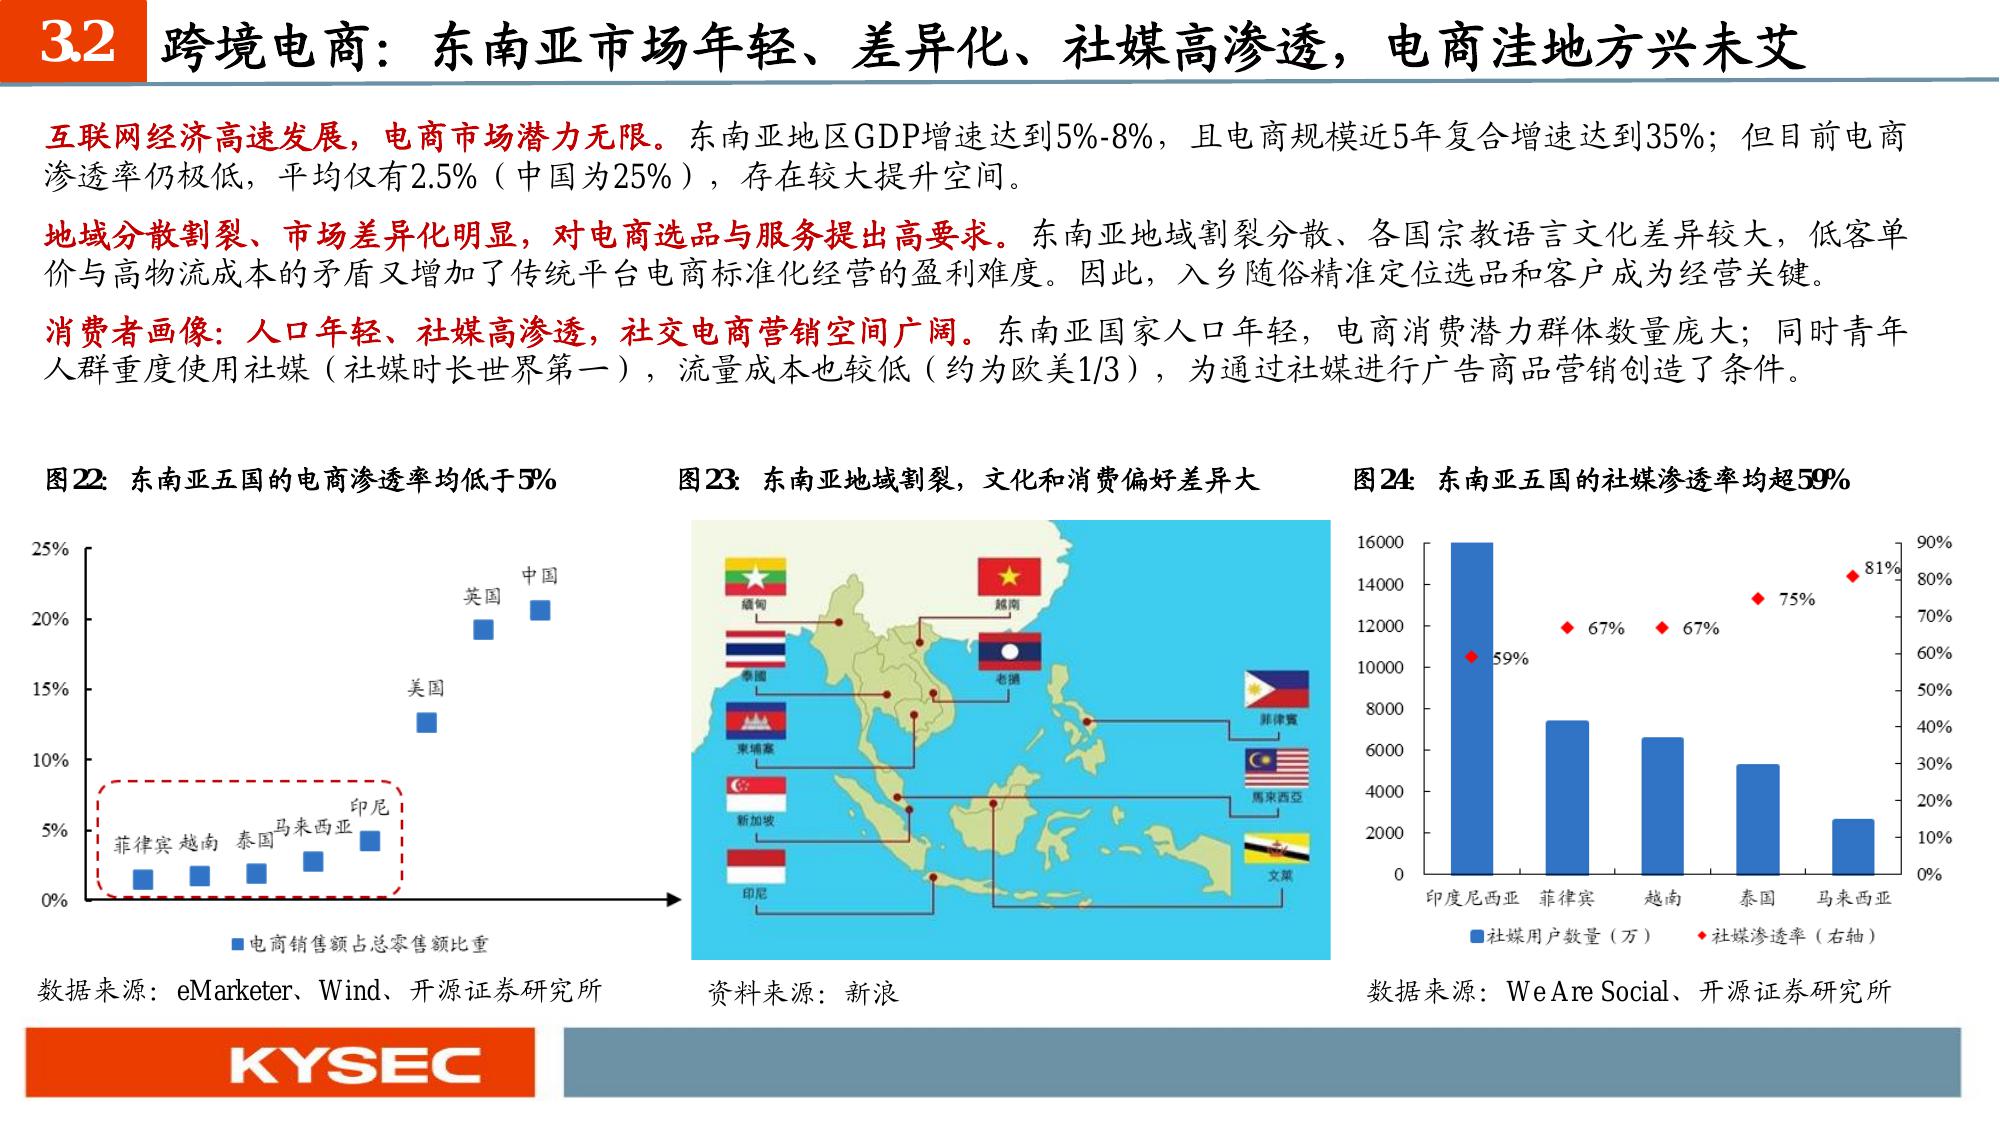 3.2
跨境电商：东南亚市场年轻、差异化、社媒高渗透，电商洼地方兴未艾
互联网经济高速发展，电商市场潜力无限。东南亚地区GDP增速达到5%-8%，且电商规模近5年复合增速达到35%；但目前电商
渗透率仍极低，平均仅有2.5%（中国为25%），存在较大提升空间。
地域分散割裂、市场差异化明显，对电商选品与服务提出高要求。东南亚地域割裂分散、各国宗教语言文化差异较大，低客单
价与高物流成本的矛盾又增加了传统平台电商标准化经营的盈利难度。因此，入乡随俗精准定位选品和客户成为经营关键。
消费者画像：人口年轻、社媒高渗透，社交电商营销空间广阔。东南亚国家人口年轻，电商消费潜力群体数量庞大；同时青年
人群重度使用社媒（社媒时长世界第一），流量成本也较低（约为欧美1/3），为通过社媒进行广告商品营销创造了条件。
图22：东南亚五国的电商渗透率均低于5%
25%
20%
15%
10%
5%
0%
菲律宾
越南
泰国
马来西亚
印尼
美国
英国
中国
电商销售额占总零售额比重
数据来源：eMarketer、Wind、开源证券研究所
图23：东南亚地域割裂，文化和消费偏好差异大
緬甸
泰國
柬埔寨
新加坡
印尼
越南
老撾
菲律賓
馬來西亞
文萊
资料来源：新浪
图24：东南亚五国的社媒渗透率均超59%
16000
14000
12000
10000
8000
6000
4000
2000
0
59%
67%
67%
75%
81%
90%
80%
70%
60%
50%
40%
30%
20%
10%
0%
印度尼西亚
菲律宾
越南
泰国
马来西亚
社媒用户数量（万）
社媒渗透率（右轴）
数据来源：We Are Social、开源证券研究所
KYSEC